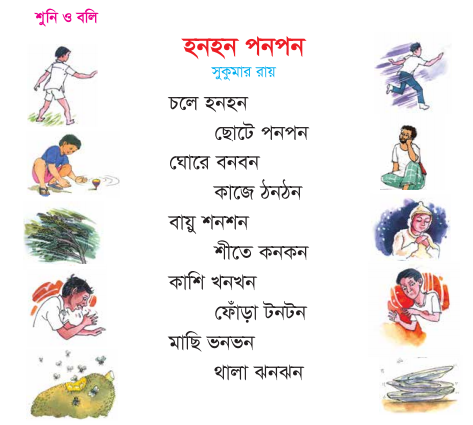 শুনি ও বলি
হনহন পনপন
সুকুমার রায়
চলে হনহন
ছোটে পনপন
ঘোরে বনবন
কাজে ঠনঠন
বায়ু শনশন
শীতে কনকন
কাশি খনখন
ফোঁড়া টনটন
মাছি ভনভন
থালা ঝনঝন